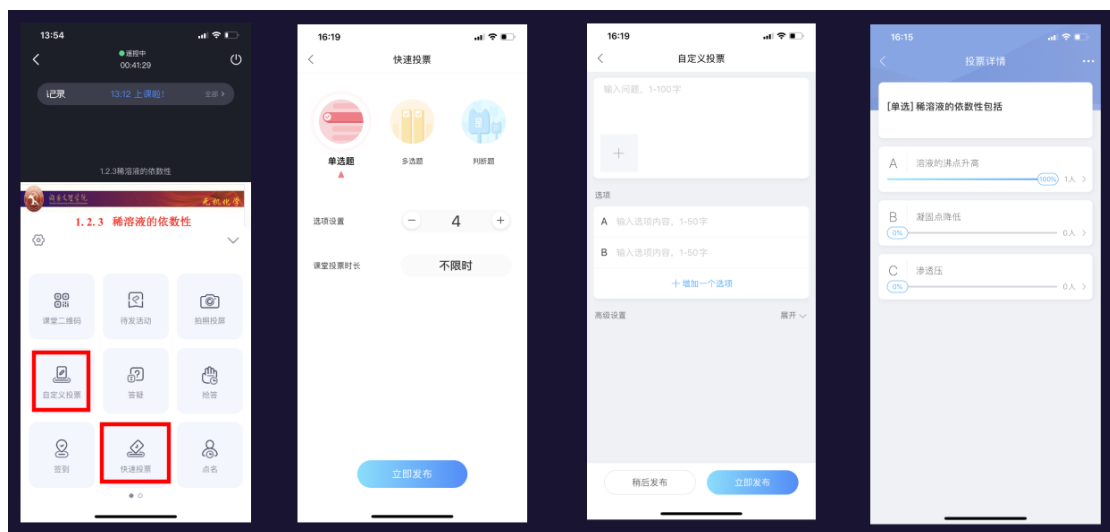 13:54
遥控中
00:41:29
记录
13:12 上课啦!
全部 >
1.2.3稀溶液的依数性
无机化学
1.2.3 稀溶液的依数性
课堂二维码
待发活动
拍照投屏
自定义投票
答疑
抢答
签到
快速投票
点名
16:19
快速投票
单选题
多选题
判断题
选项设置
4
课堂投票时长
不限时
立即发布
16:19
自定义投票
输入问题,1-100字
选项
A 输入选项内容,1-50字
B 输入选项内容,1-50字
+ 增加一个选项
高级设置
展开
稍后发布
立即发布
16:15
投票详情
[单选] 稀溶液的依数性包括
A 溶液的沸点升高
100% 1人 >
B 凝固点降低
0% 0人 >
C 渗透压
0% 0人 >